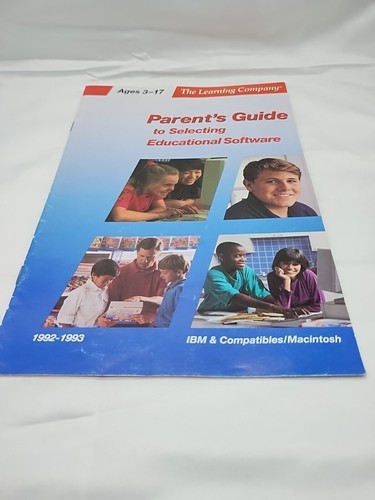 Ages 3–17
The Learning Company®
Parent's Guide
to Selecting
Educational Software
1992-1993
IBM & Compatibles/Macintosh